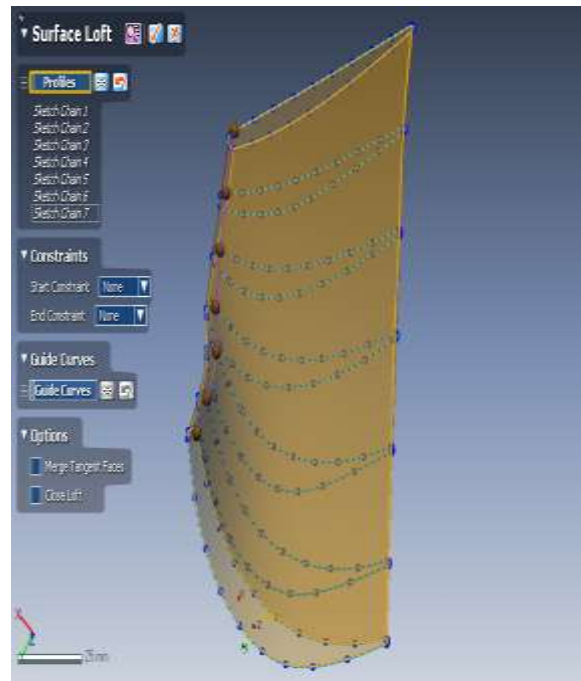 Surface Loft
Profiles
Sketch Chain 1
Sketch Chain 2
Sketch Chain 3
Sketch Chain 4
Sketch Chain 5
Sketch Chain 6
Sketch Chain 7
Constraints
Start Constraint None
End Constraint None
Guide Curves
Guide Curves
Options
Merge Tangent Faces
Close Loft
25 mm